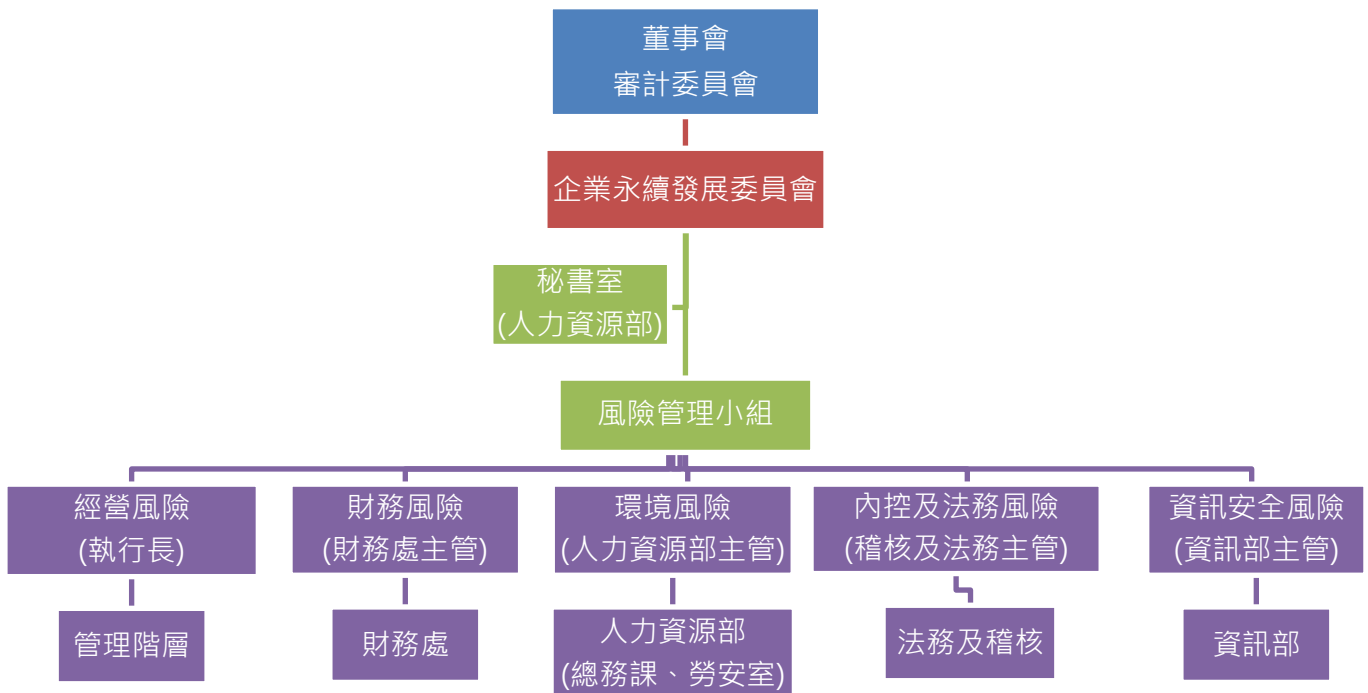 董事會
審計委員會
企業永續發展委員會
秘書室
(人力資源部)
風險管理小組
經營風險
(執行長)
財務風險
(財務處主管)
環境風險
(人力資源部主管)
內控及法務風險
(稽核及法務主管)
資訊安全風險
(資訊部主管)
管理階層
財務處
人力資源部
(總務課、勞安室)
法務及稽核
資訊部